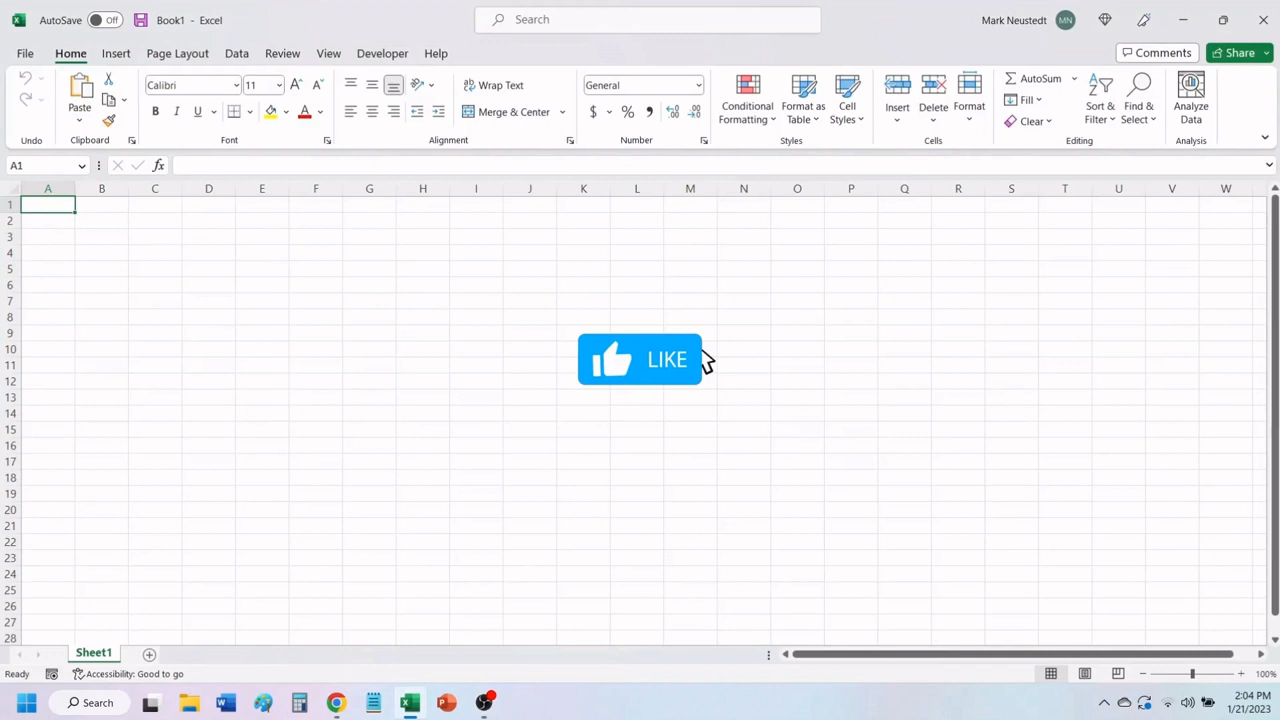 AutoSave Off Book1 - Excel Search Mark Neustedt MN
File Home Insert Page Layout Data Review View Developer Help Comments Share
Paste Calibri 11 Wrap Text General Conditional Formatting Format as Table Cell Styles Insert Delete Format AutoSum Sort & Filter Find & Select Analyze Data
B I U Merge & Center $ % , Fill
Clear
Undo Clipboard Font Alignment Number Styles Cells Editing Analysis
A1 fx
A B C D E F G H I J K L M N O P Q R S T U V W
1
2
3
4
5
6
7
8
9
10
LIKE
11
12
13
14
15
16
17
18
19
20
21
22
23
24
25
26
27
28
Sheet1
Ready Accessibility: Good to go 100%
Search 2:04 PM
1/21/2023